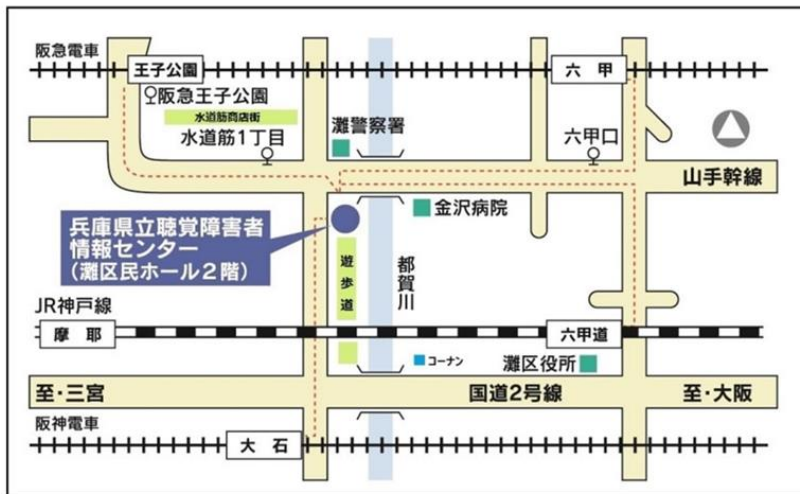 阪急電車
王子公園
六甲
阪急王子公園
水道筋商店街
水道筋1丁目
灘警察署
六甲口
山手幹線
金沢病院
兵庫県立聴覚障害者
情報センター
(灘区民ホール2階)
遊歩道
都賀川
JR神戸線
摩耶
六甲道
コーナン
灘区役所
至・三宮
国道2号線
至・大阪
阪神電車
大石